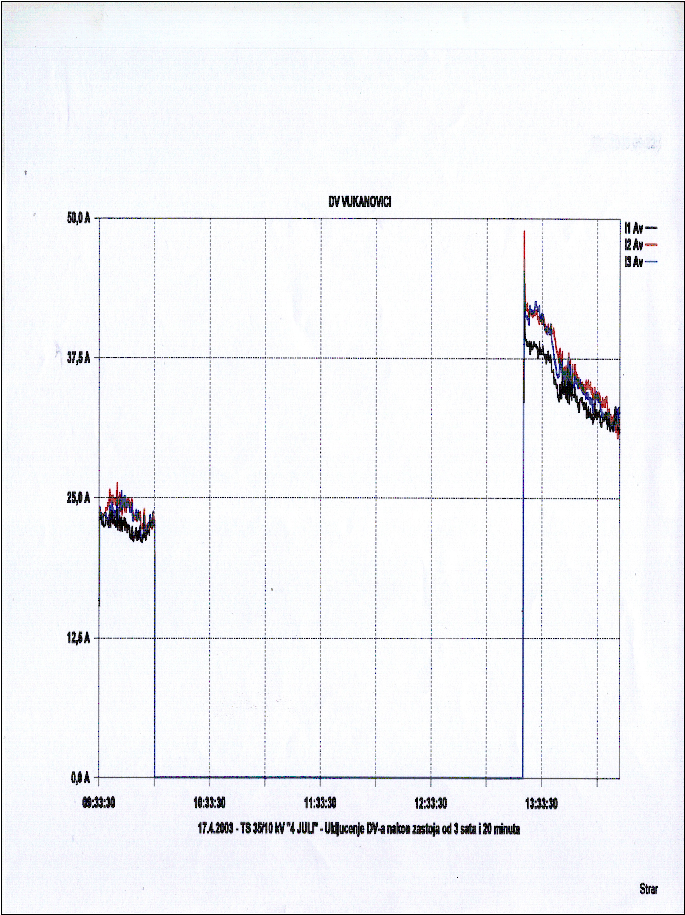 DV VUKANOVICI
50,0 A
I1 Av
I2 Av
I3 Av
37,5 A
25,0 A
12,5 A
0,0 A
09:33:30 10:33:30 11:33:30 12:33:30 13:33:30
17.4.2003 - TS 35/10 kV "4 JULI" - Ukljucenje DV-a nakon zastoja od 3 sata i 20 minuta
Stran